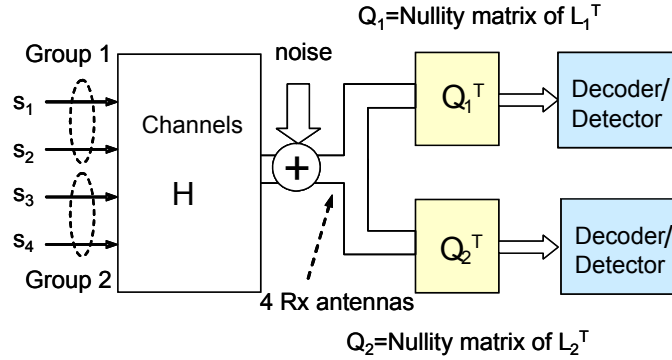 Q₁=Nullity matrix of L₁ᵀ
Group 1
noise
s₁
s₂
s₃
s₄
Channels
H
+
Q₁ᵀ
Decoder/
Detector
Q₂ᵀ
Decoder/
Detector
Group 2
4 Rx antennas
Q₂=Nullity matrix of L₂ᵀ